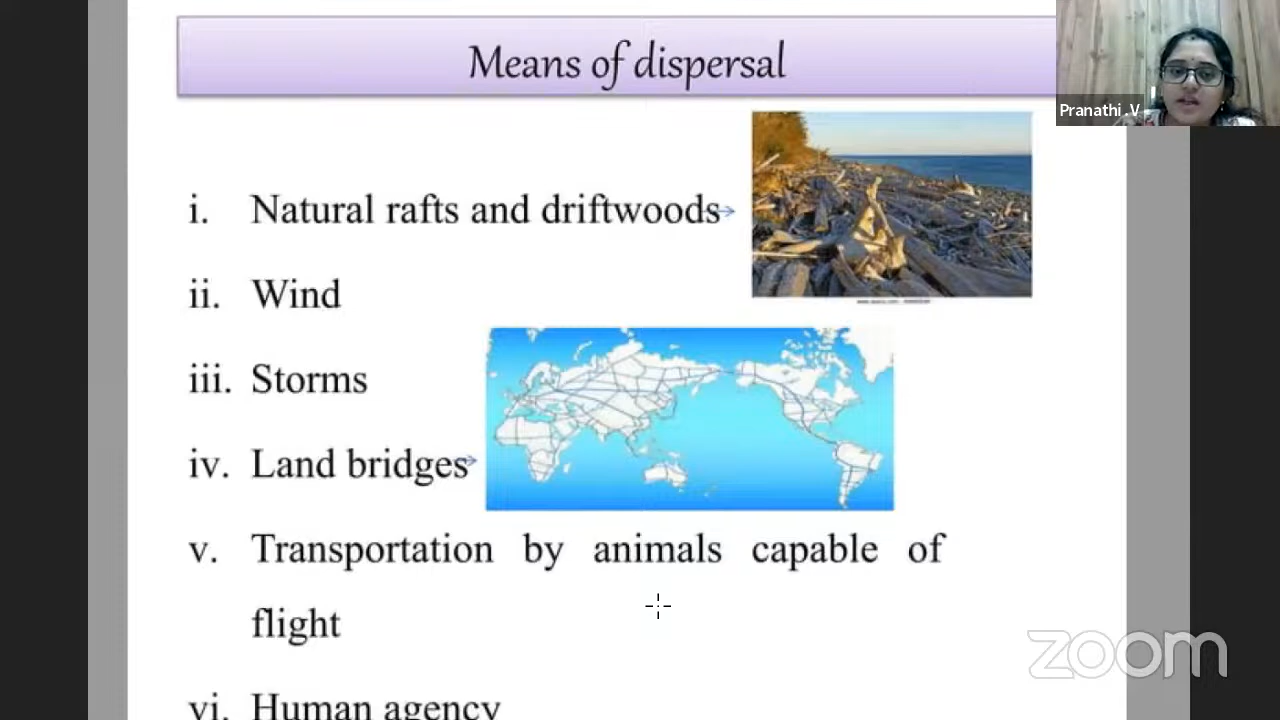 Means of dispersal
Pranathi .V
i. Natural rafts and driftwoods
ii. Wind
iii. Storms
iv. Land bridges
v. Transportation by animals capable of
flight
vi. Human agency
zoom